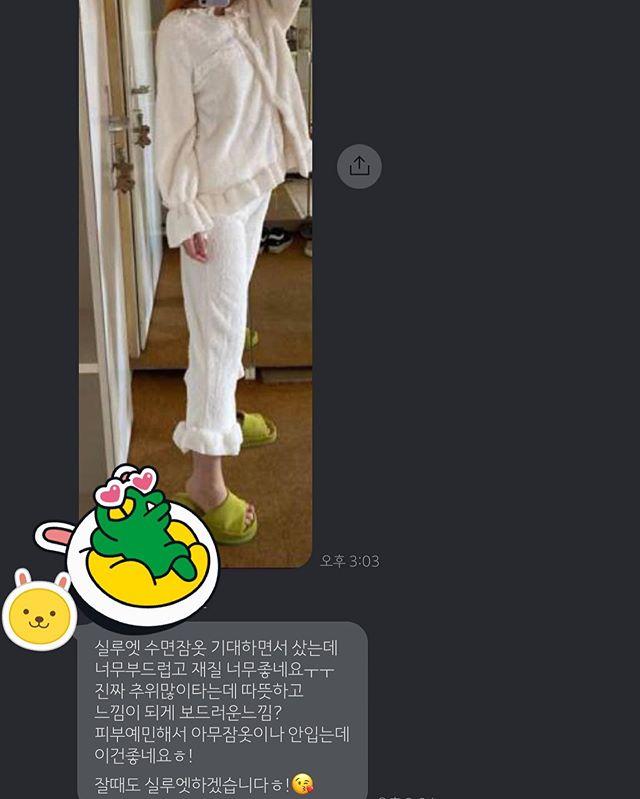 오후 3:03
실루엣 수면잠옷 기대하면서 샀는데
너무부드럽고 재질 너무좋네요ㅜㅜ
진짜 추위많이타는데 따뜻하고
느낌이 되게 보드러운느낌?
피부예민해서 아무잠옷이나 안입는데
이건좋네요ㅎ!
잘때도 실루엣하겠습니다ㅎ!😘